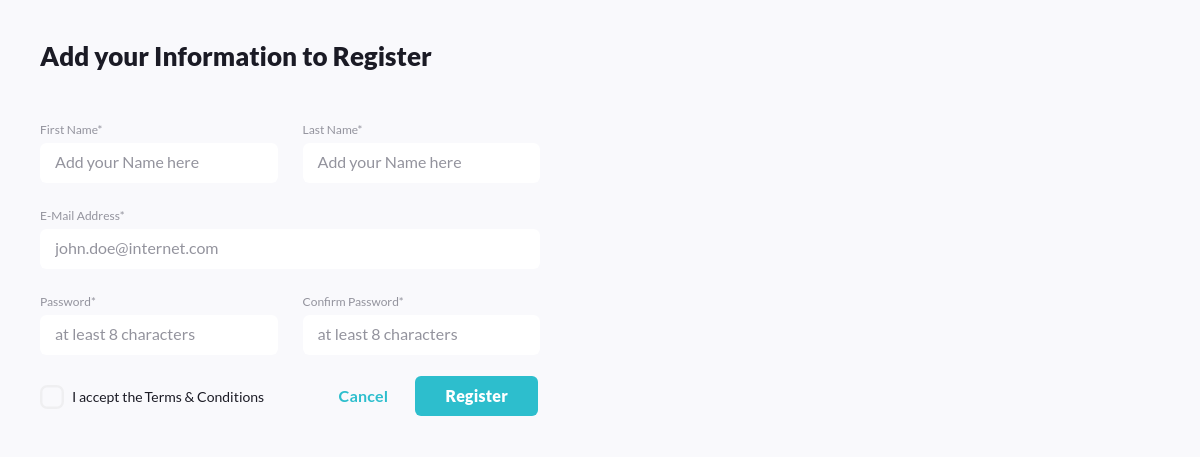 Add your Information to Register
First Name* Last Name*
Add your Name here Add your Name here
E-Mail Address*
john.doe@internet.com
Password* Confirm Password*
at least 8 characters at least 8 characters
I accept the Terms & Conditions Cancel Register